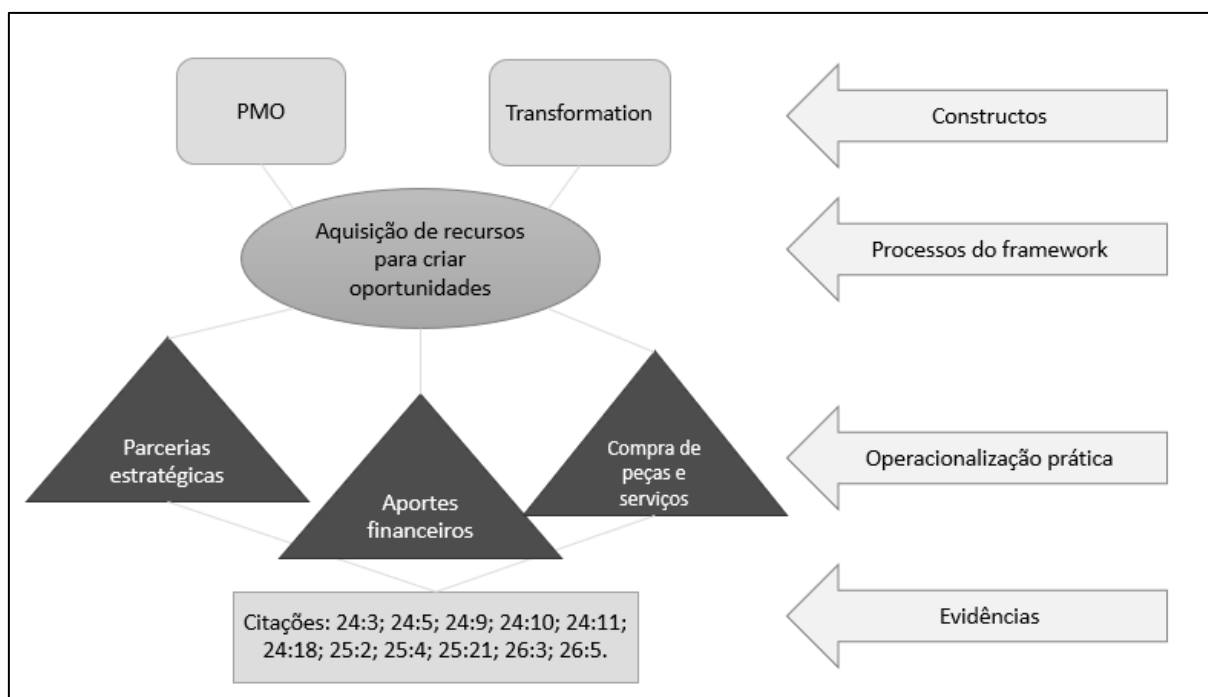 PMO
Transformation
Constructos
Aquisição de recursos
para criar
oportunidades
Processos do framework
Parcerias
estratégicas
Aportes
financeiros
Compra de
peças e
serviços
Operacionalização prática
Citações: 24:3; 24:5; 24:9; 24:10; 24:11;
24:18; 25:2; 25:4; 25:21; 26:3; 26:5.
Evidências